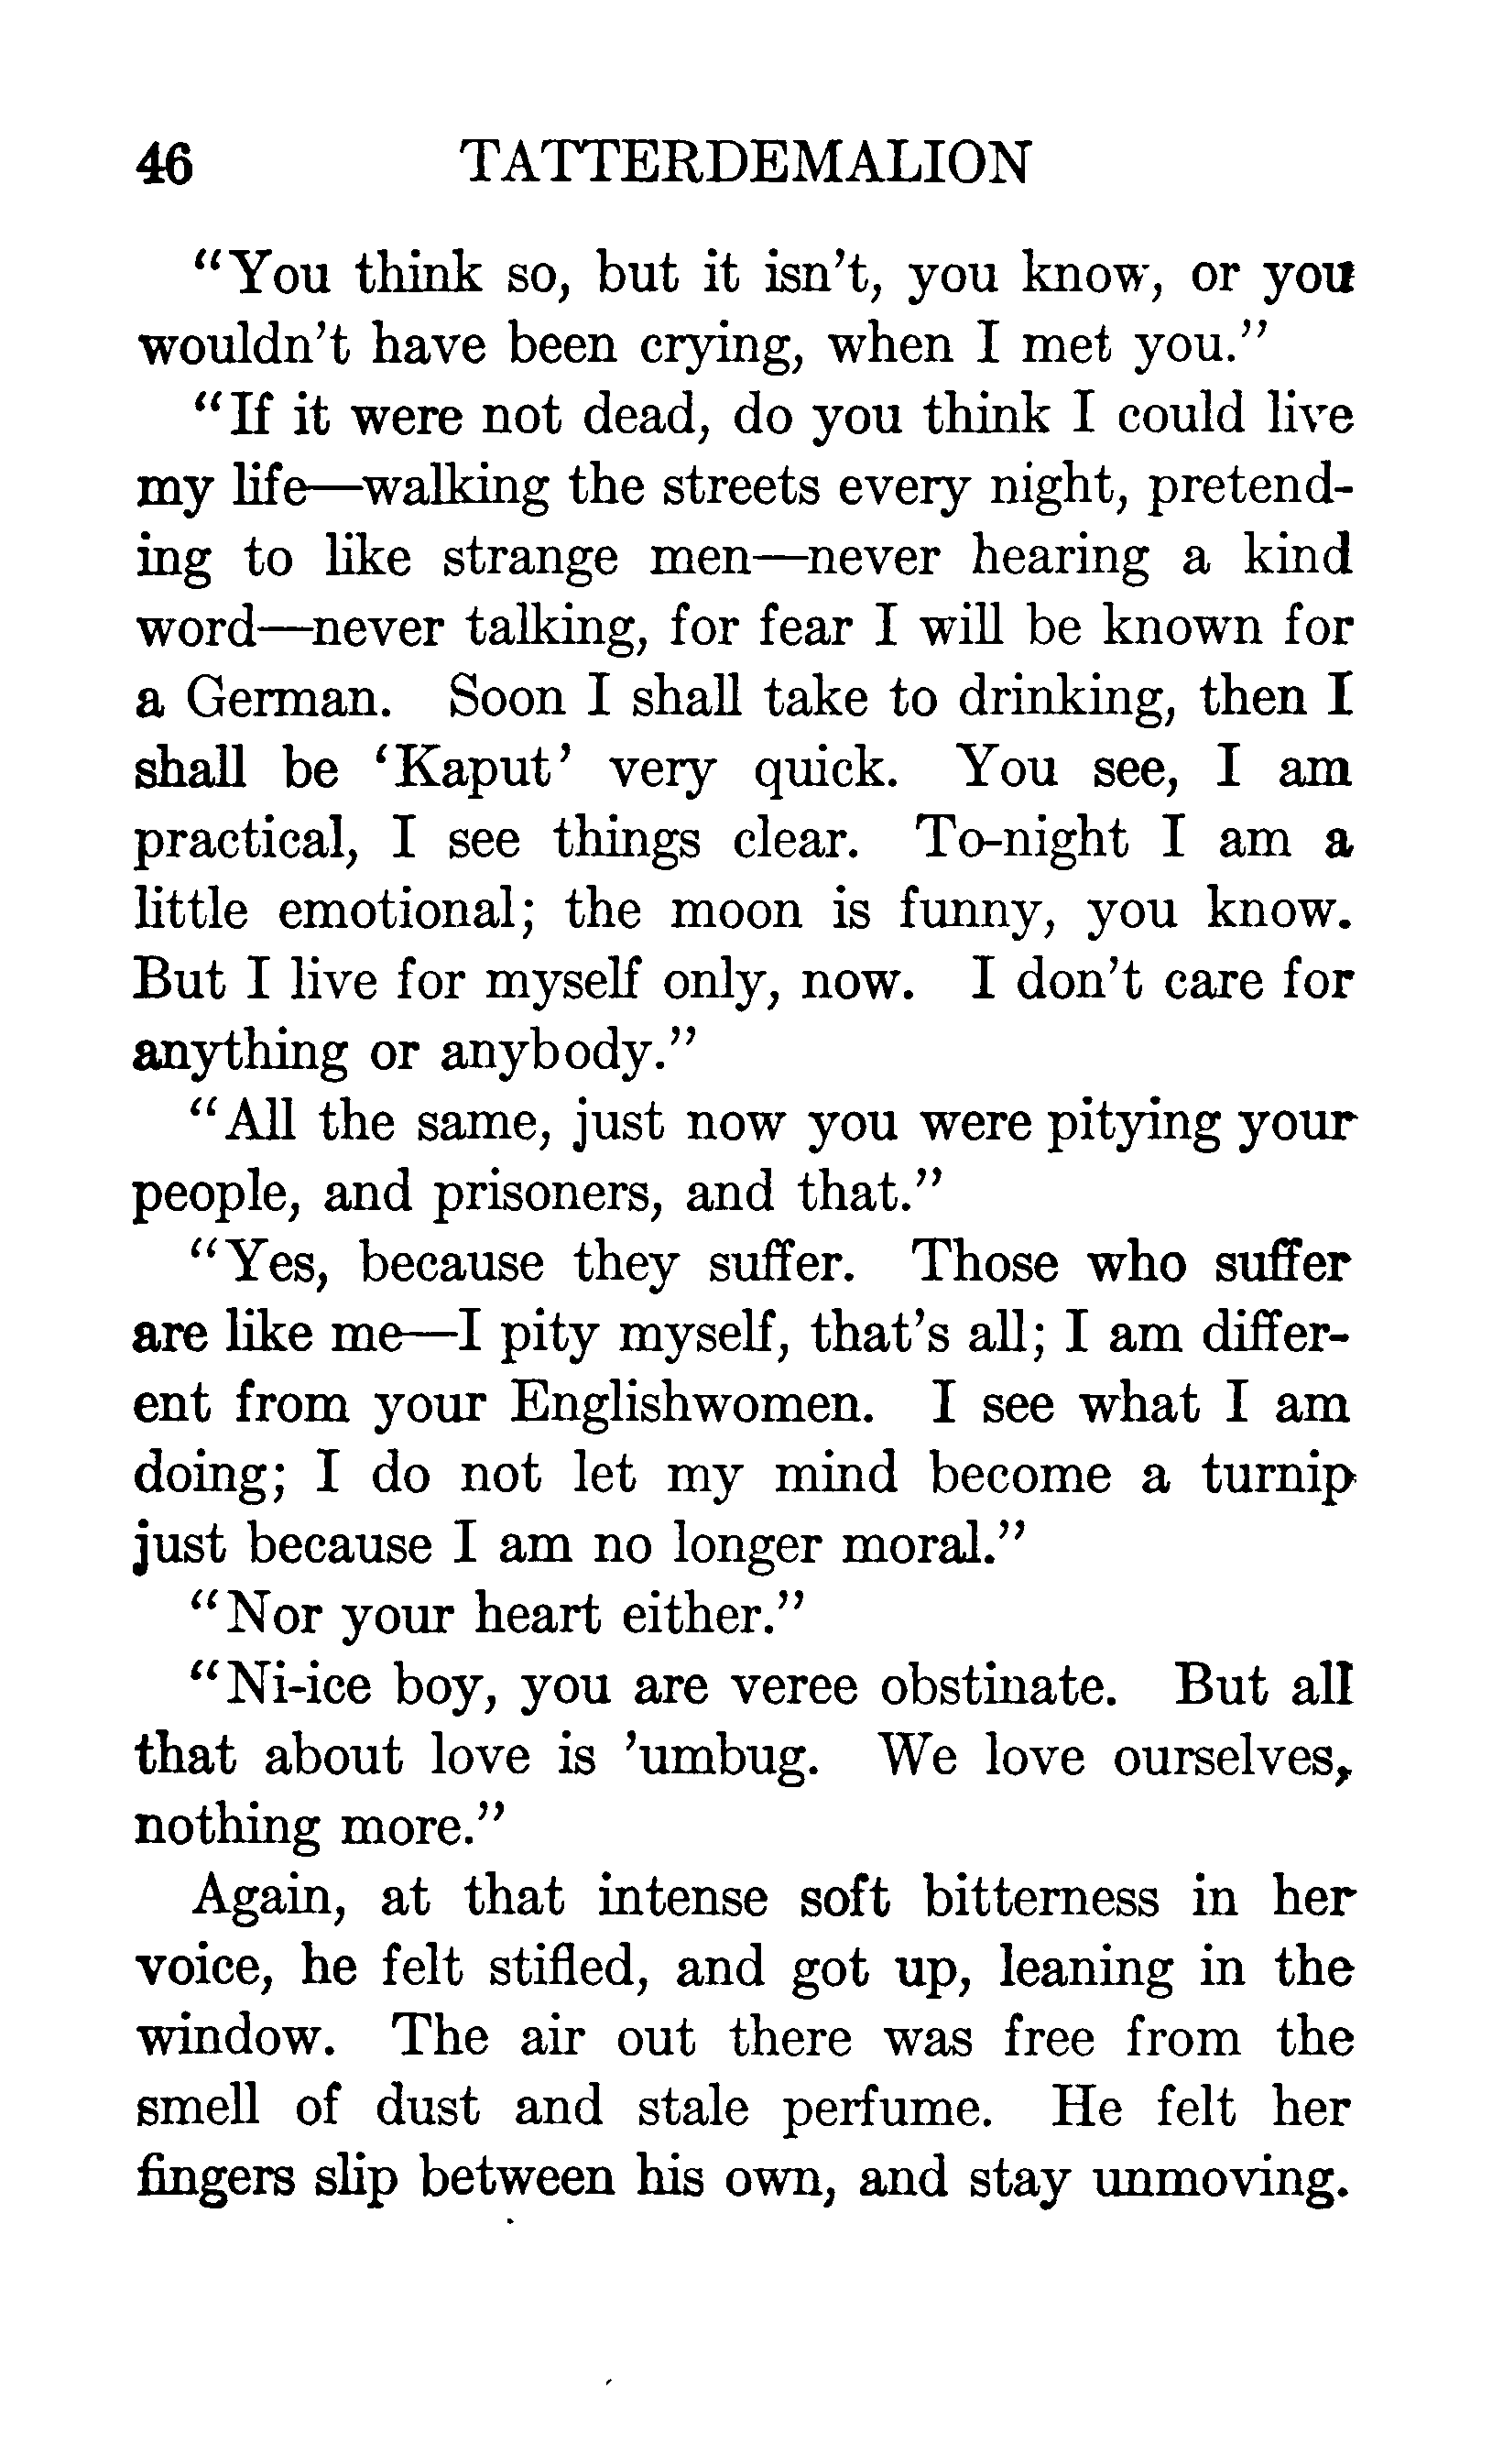 46 TATTERDEMALION
“You think so, but it isn’t, you know, or you
wouldn’t have been crying, when I met you.”
“If it were not dead, do you think I could live
my life—walking the streets every night, pretend-
ing to like strange men—never hearing a kind
word—never talking, for fear I will be known for
a German. Soon I shall take to drinking, then I
shall be ‘Kaput’ very quick. You see, I am
practical, I see things clear. To-night I am a
little emotional; the moon is funny, you know.
But I live for myself only, now. I don’t care for
anything or anybody.”
“All the same, just now you were pitying your
people, and prisoners, and that.”
“Yes, because they suffer. Those who suffer
are like me—I pity myself, that’s all; I am differ-
ent from your Englishwomen. I see what I am
doing; I do not let my mind become a turnip
just because I am no longer moral.”
“Nor your heart either.”
“Ni-ice boy, you are veree obstinate. But all
that about love is ’umbug. We love ourselves,
nothing more.”
Again, at that intense soft bitterness in her
voice, he felt stifled, and got up, leaning in the
window. The air out there was free from the
smell of dust and stale perfume. He felt her
fingers slip between his own, and stay unmoving.